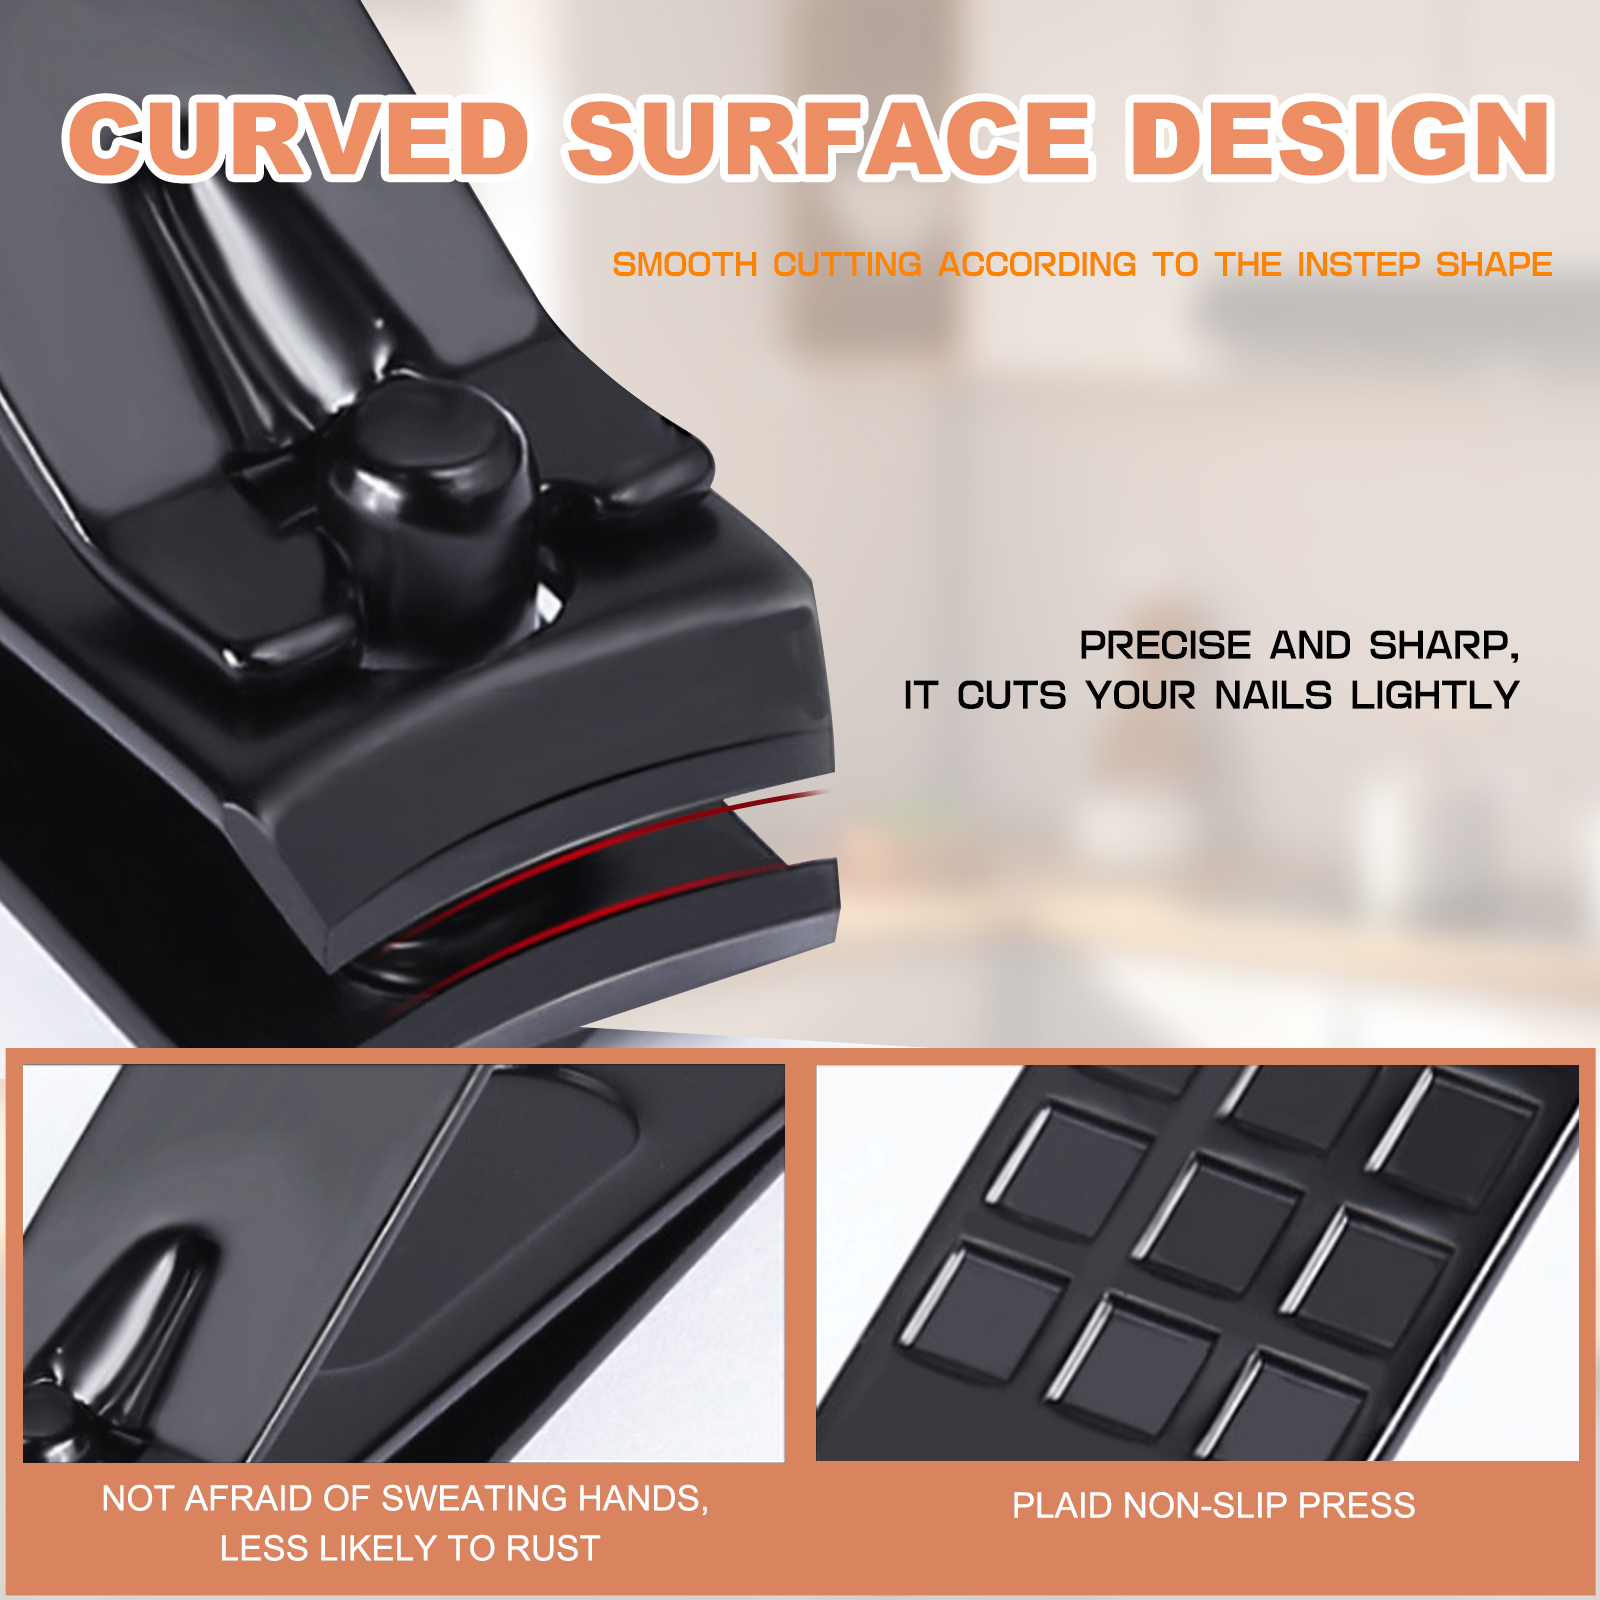 CURVED SURFACE DESIGN
SMOOTH CUTTING ACCORDING TO THE INSTEP SHAPE
PRECISE AND SHARP,
IT CUTS YOUR NAILS LIGHTLY
NOT AFRAID OF SWEATING HANDS,
LESS LIKELY TO RUST
PLAID NON-SLIP PRESS